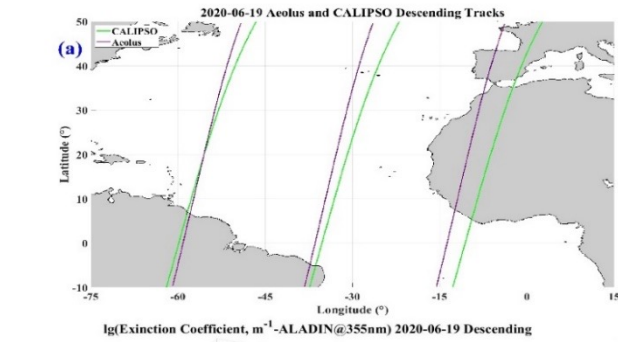 2020-06-19 Aeolus and CALIPSO Descending Tracks
(a)
CALIPSO
Aeolus
50
40
30
20
10
0
-10
Latitude (°)
-75 -60 -45 -30 -15 0 15
Longitude (°)
lg(Exinction Coefficient, m-1-ALADIN@355nm) 2020-06-19 Descending